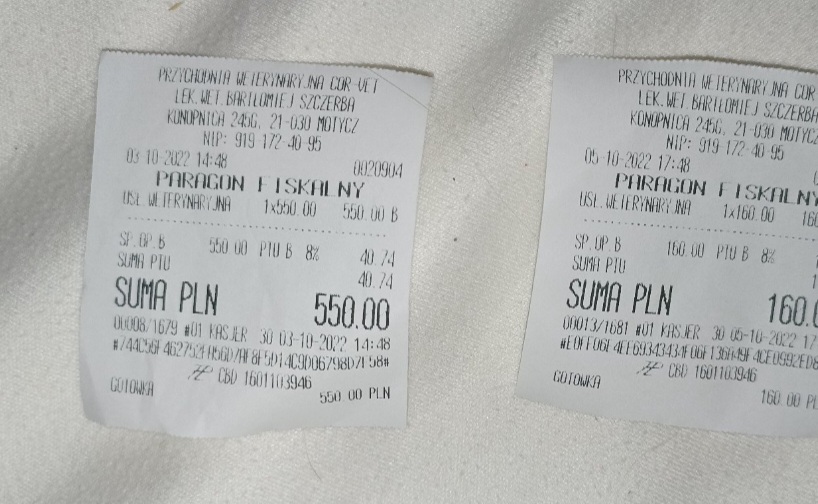 PRZYCHODNIA WETERYNARYJNA COR-VET
LEK.WET.BARTŁOMIEJ SZCZERBA
KONOPNICA 245G, 21-030 MOTYCZ
NIP: 919-172-40-95
03-10-2022 14:48 0020904
PARAGON FISKALNY
USŁ.WETERYNARYJNA 1x550.00 550.00 B
SP.OP.B 550.00 PTU B 8% 40.74
SUMA PTU 40.74
SUMA PLN 550.00
00008/1679 #01 KASJER 30 03-10-2022 14:48
CBD 1601103946
GOTÓWKA 550.00 PLN
PRZYCHODNIA WETERYNARYJNA COR
LEK.WET.BARTŁOMIEJ SZCZERBA
KONOPNICA 245G, 21-030 MOTYCZ
NIP: 919-172-40-95
05-10-2022 17:48
PARAGON FISKALNY
USŁ.WETERYNARYJNA 1x160.00 160
SP.OP.B 160.00 PTU B 8%
SUMA PTU
SUMA PLN 160.0
00013/1681 #01 KASJER 30 05-10-2022 17
CBD 1601103946
GOTÓWKA 160.00 PL